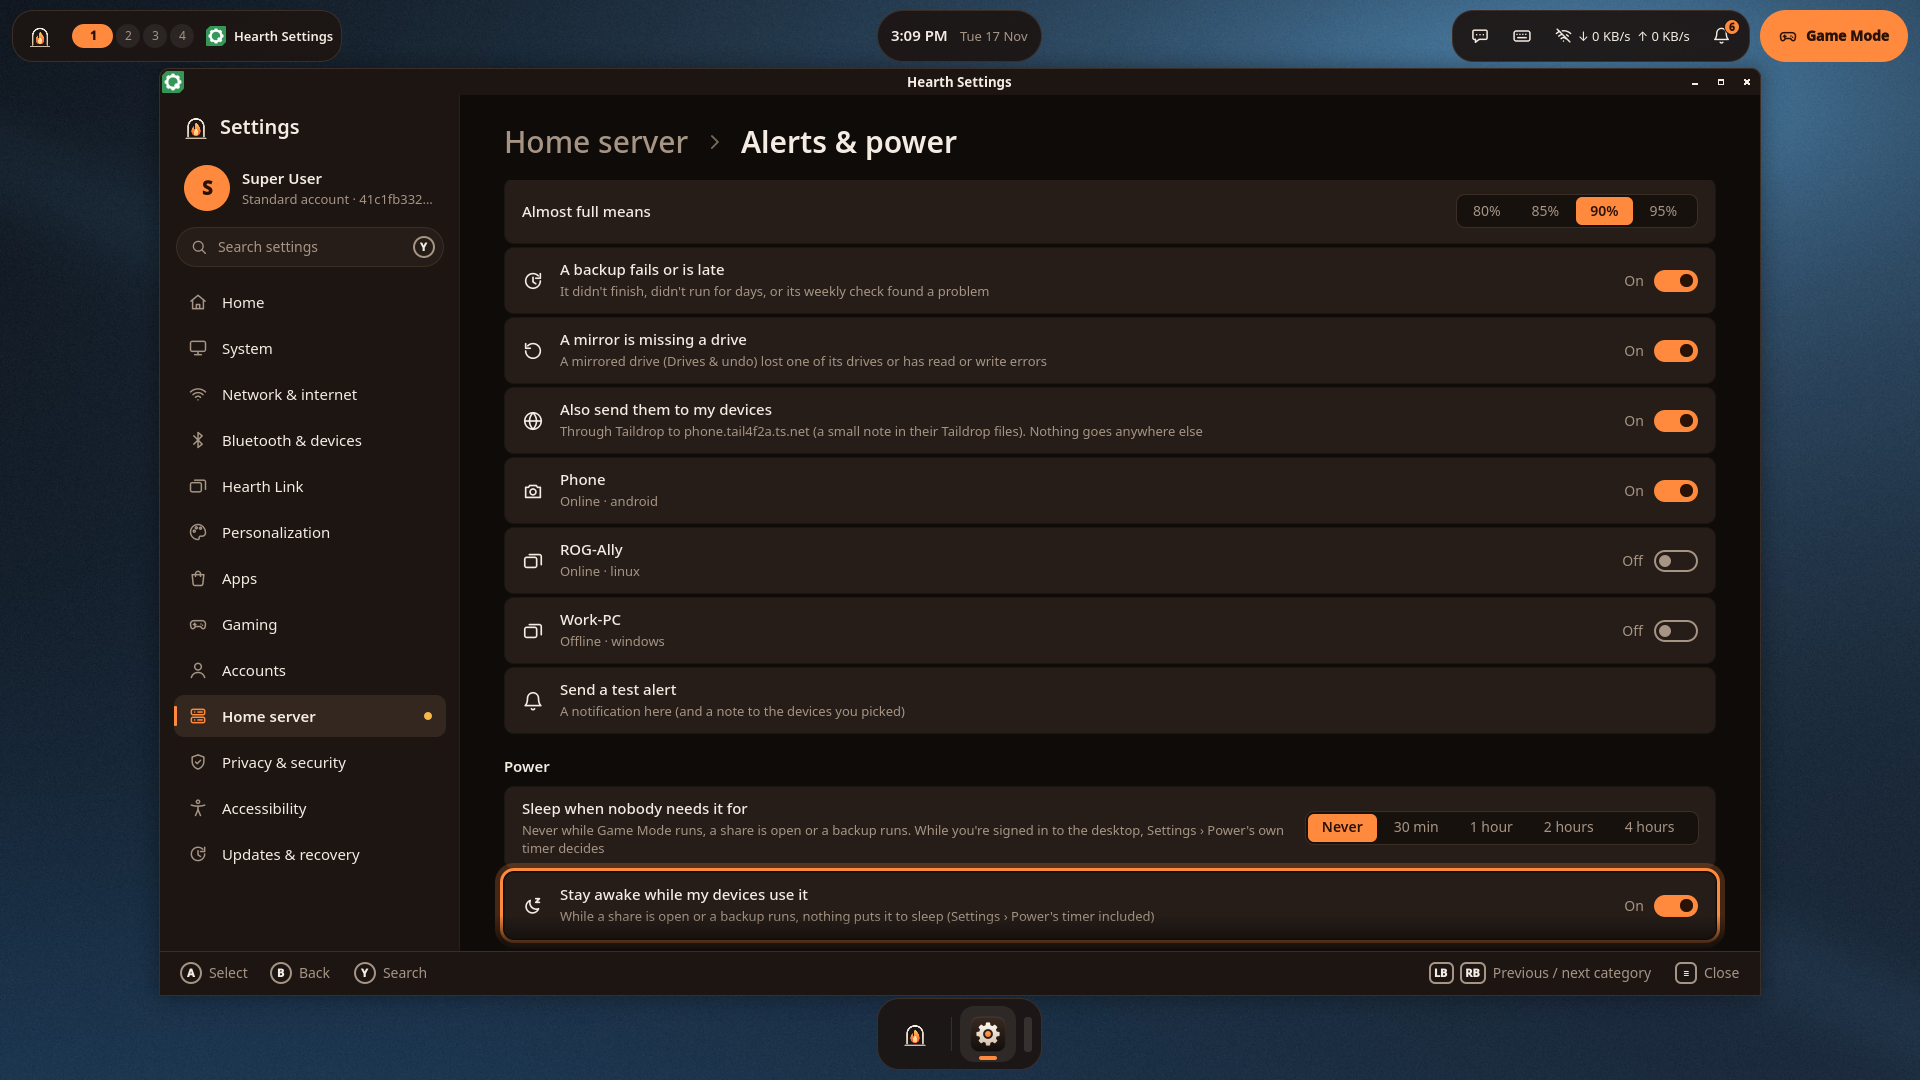 1 2 3 4 Hearth Settings
3:09 PM Tue 17 Nov
↓ 0 KB/s ↑ 0 KB/s 6 Game Mode
Hearth Settings
Settings
S
Super User
Standard account · 41c1fb332...
Search settings Y
Home
System
Network & internet
Bluetooth & devices
Hearth Link
Personalization
Apps
Gaming
Accounts
Home server
Privacy & security
Accessibility
Updates & recovery
Home server › Alerts & power
Almost full means 80% 85% 90% 95%
A backup fails or is late
It didn't finish, didn't run for days, or its weekly check found a problem
On
A mirror is missing a drive
A mirrored drive (Drives & undo) lost one of its drives or has read or write errors
On
Also send them to my devices
Through Taildrop to phone.tail4f2a.ts.net (a small note in their Taildrop files). Nothing goes anywhere else
On
Phone
Online · android
On
ROG-Ally
Online · linux
Off
Work-PC
Offline · windows
Off
Send a test alert
A notification here (and a note to the devices you picked)
Power
Sleep when nobody needs it for
Never while Game Mode runs, a share is open or a backup runs. While you're signed in to the desktop, Settings › Power's own
timer decides
Never 30 min 1 hour 2 hours 4 hours
Stay awake while my devices use it
While a share is open or a backup runs, nothing puts it to sleep (Settings › Power's timer included)
On
A Select B Back Y Search
LB RB Previous / next category ≡ Close